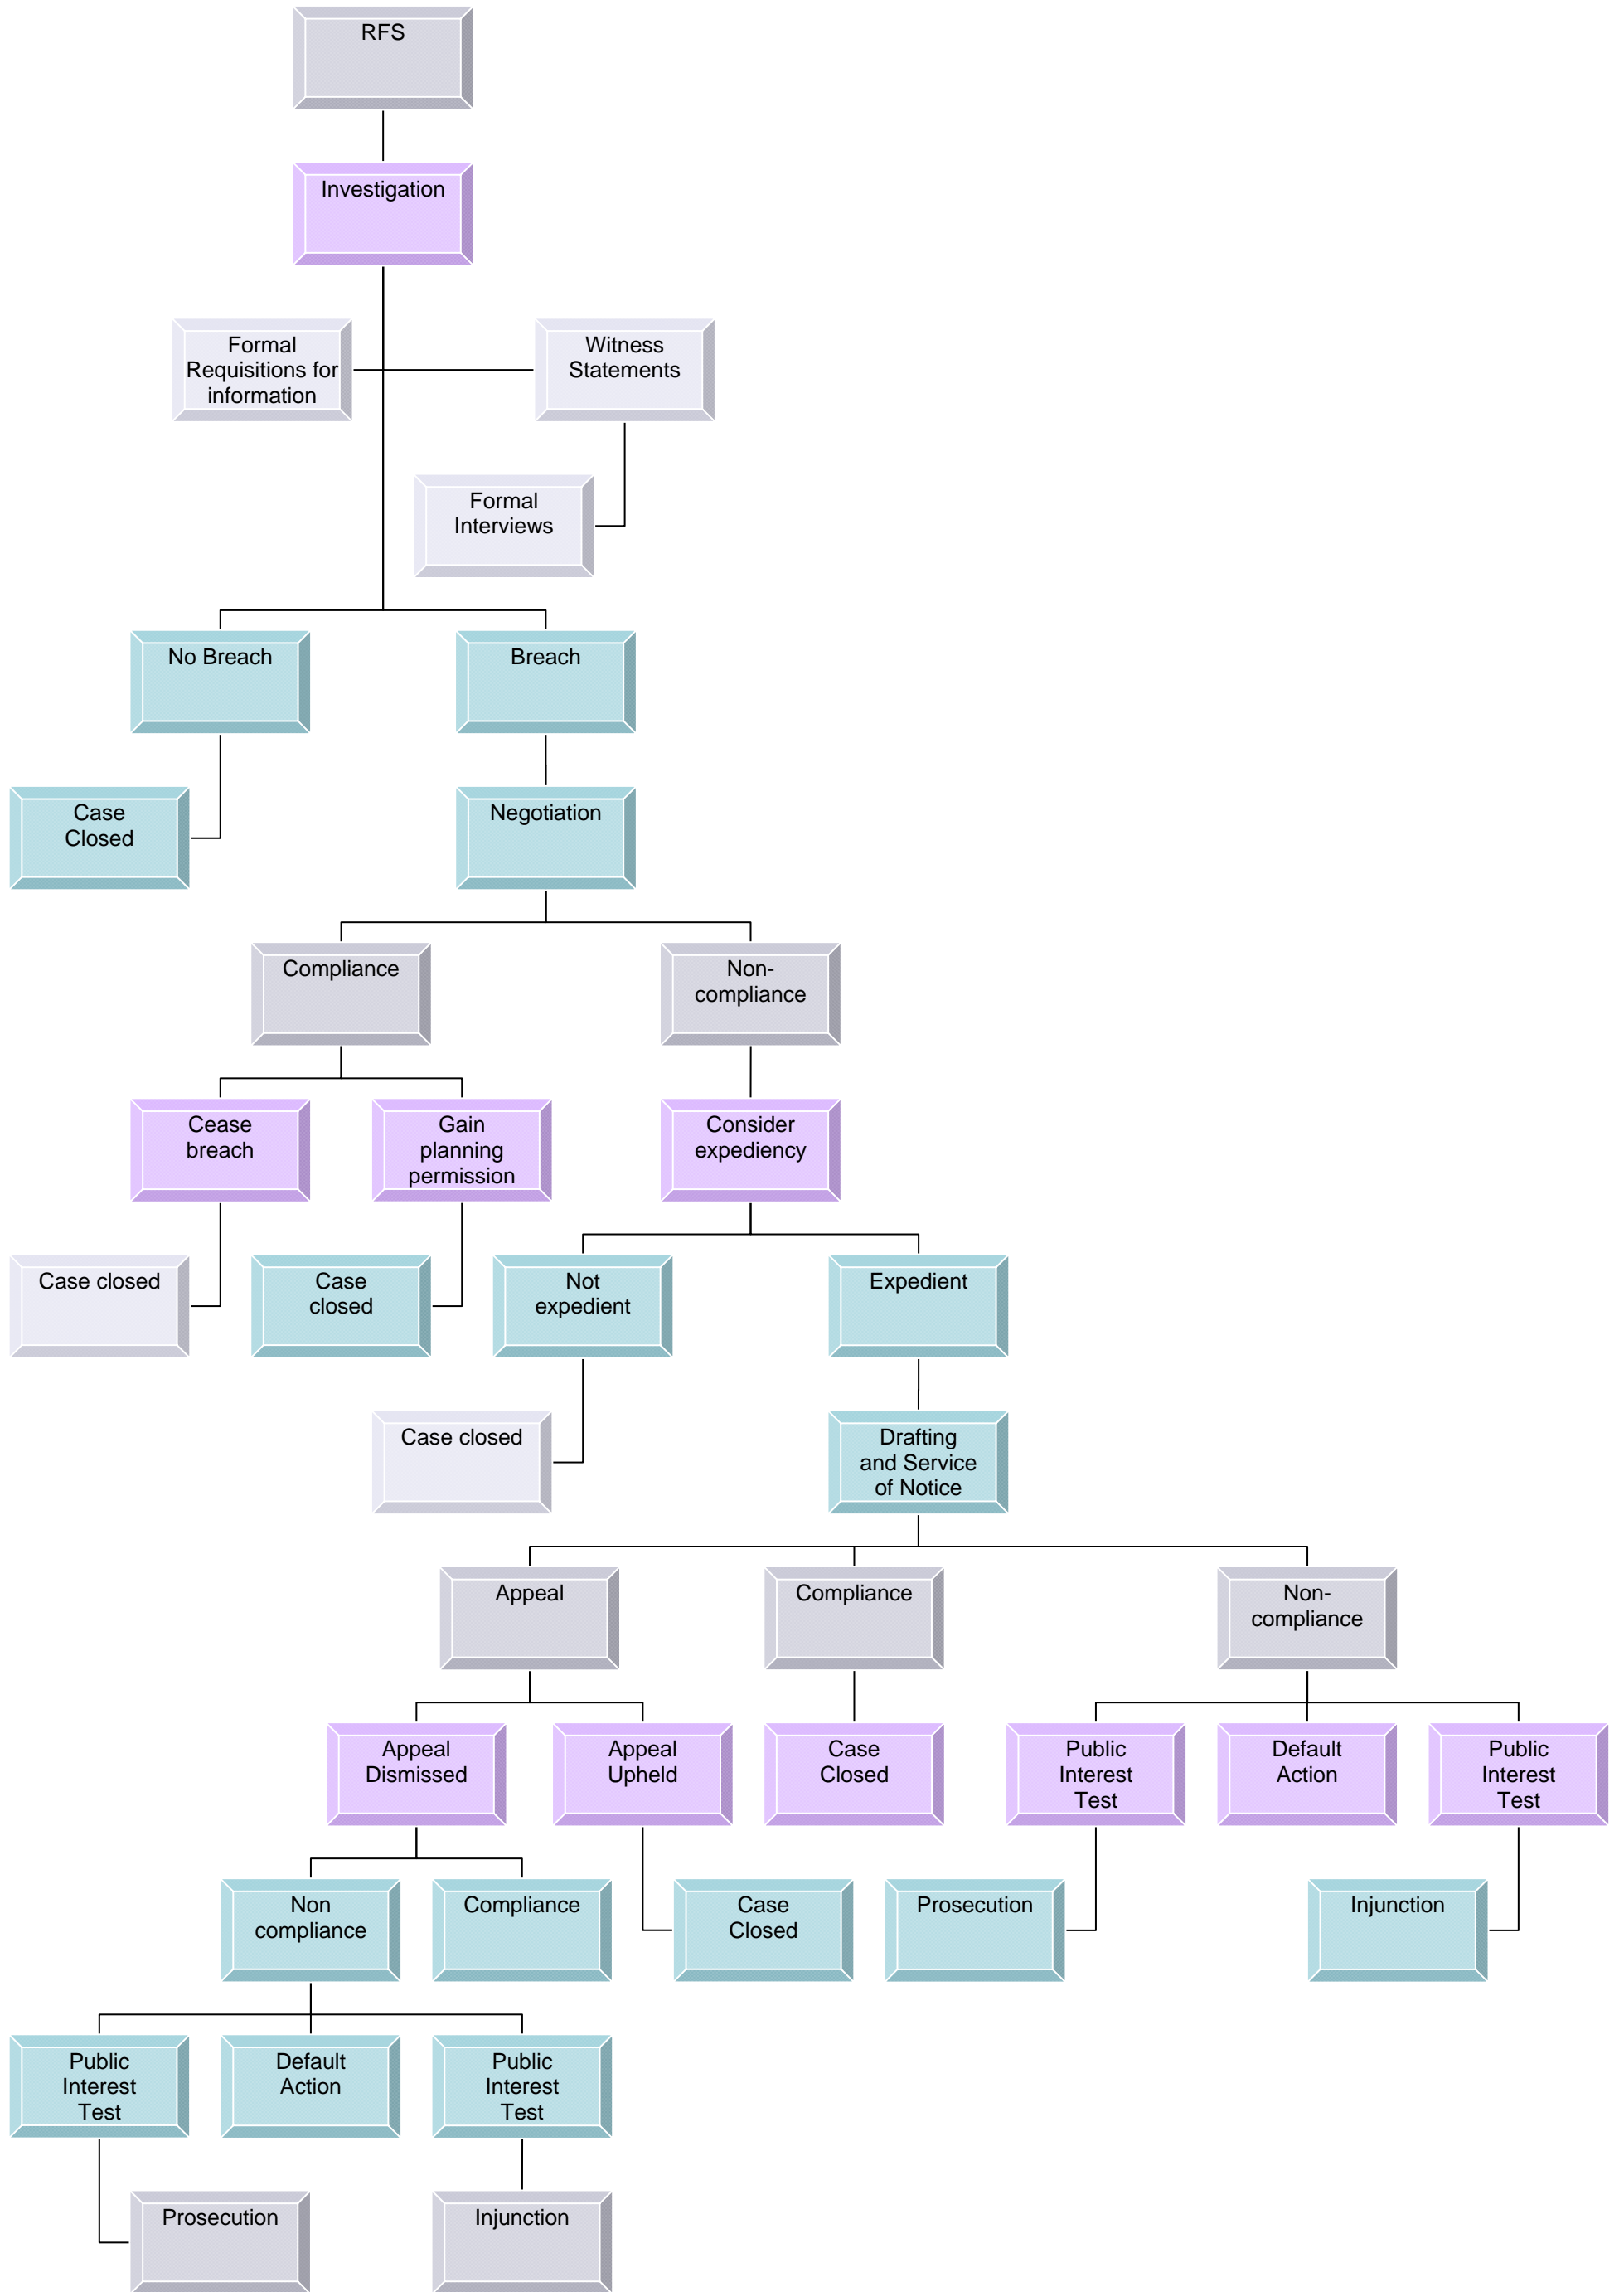 RFS
Investigation
Formal
Requisitions for
information
Witness
Statements
Formal
Interviews
No Breach
Breach
Case
Closed
Negotiation
Compliance
Non-
compliance
Cease
breach
Gain
planning
permission
Consider
expediency
Case closed
Case
closed
Not
expedient
Expedient
Case closed
Drafting
and Service
of Notice
Appeal
Compliance
Non-
compliance
Appeal
Dismissed
Appeal
Upheld
Case
Closed
Public
Interest
Test
Default
Action
Public
Interest
Test
Non
compliance
Compliance
Case
Closed
Prosecution
Injunction
Public
Interest
Test
Default
Action
Public
Interest
Test
Prosecution
Injunction